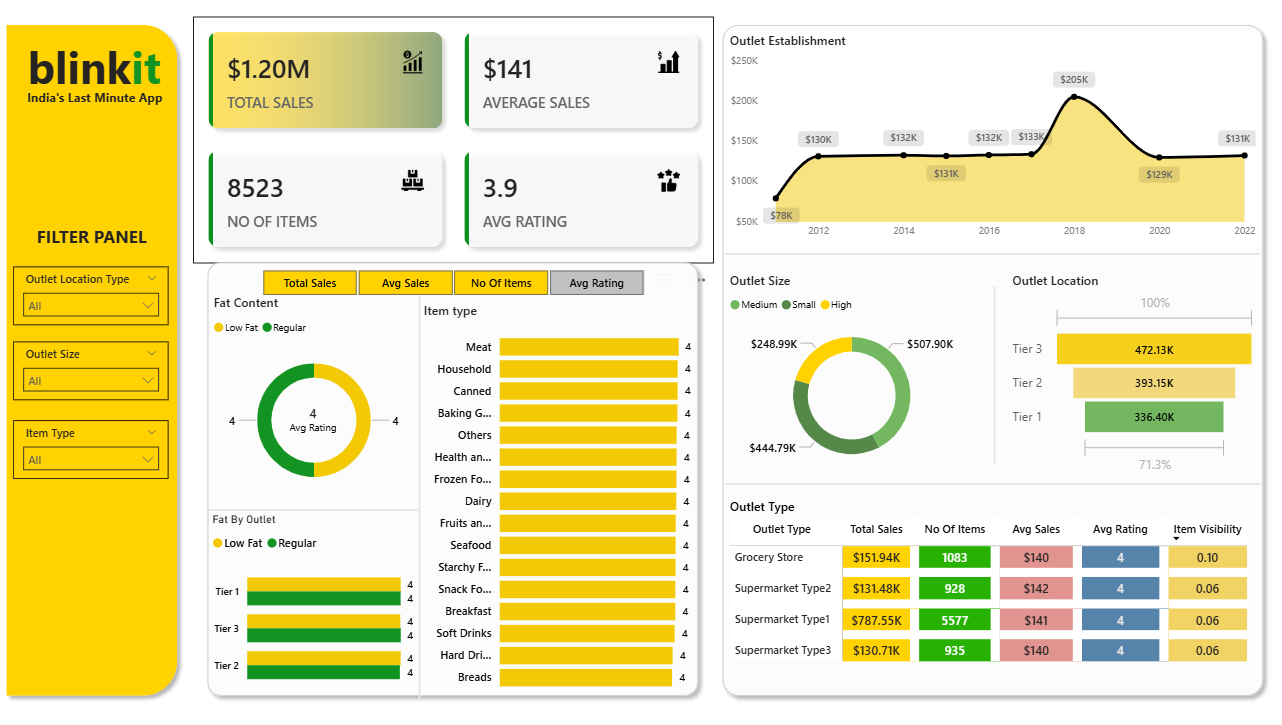 blinkit
India's Last Minute App
FILTER PANEL
Outlet Location Type
All
Outlet Size
All
Item Type
All
$1.20M
TOTAL SALES
$141
AVERAGE SALES
8523
NO OF ITEMS
3.9
AVG RATING
Total Sales Avg Sales No Of Items Avg Rating
Fat Content
Low Fat Regular
4 4 4
Avg Rating
Fat By Outlet
Low Fat Regular
Tier 1 4
4
Tier 3 4
4
Tier 2 4
4
Item type
Meat 4
Household 4
Canned 4
Baking G... 4
Others 4
Health an... 4
Frozen Fo... 4
Dairy 4
Fruits an... 4
Seafood 4
Starchy F... 4
Snack Fo... 4
Breakfast 4
Soft Drinks 4
Hard Dri... 4
Breads 4
Outlet Establishment
$250K
$200K
$150K
$100K
$50K
$78K
$130K
$132K
$131K
$132K
$133K
$205K
$129K
$131K
2012 2014 2016 2018 2020 2022
Outlet Size
Medium Small High
$248.99K $507.90K
$444.79K
Outlet Location
100%
Tier 3 472.13K
Tier 2 393.15K
Tier 1 336.40K
71.3%
Outlet Type
Outlet Type Total Sales No Of Items Avg Sales Avg Rating Item Visibility
Grocery Store $151.94K 1083 $140 4 0.10
Supermarket Type2 $131.48K 928 $142 4 0.06
Supermarket Type1 $787.55K 5577 $141 4 0.06
Supermarket Type3 $130.71K 935 $140 4 0.06